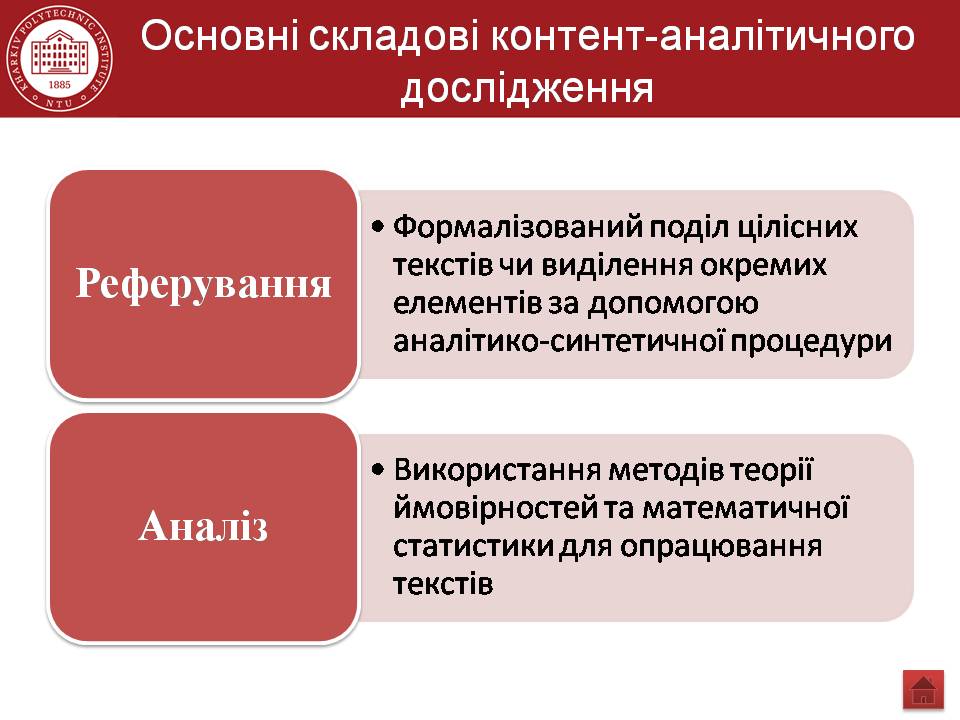 KHARKIV POLYTECHNIC INSTITUTE
1885
NTU
Основні складові контент-аналітичного
дослідження
Реферування
• Формалізований поділ цілісних
текстів чи виділення окремих
елементів за допомогою
аналітико-синтетичної процедури
Аналіз
• Використання методів теорії
ймовірностей та математичної
статистики для опрацювання
текстів